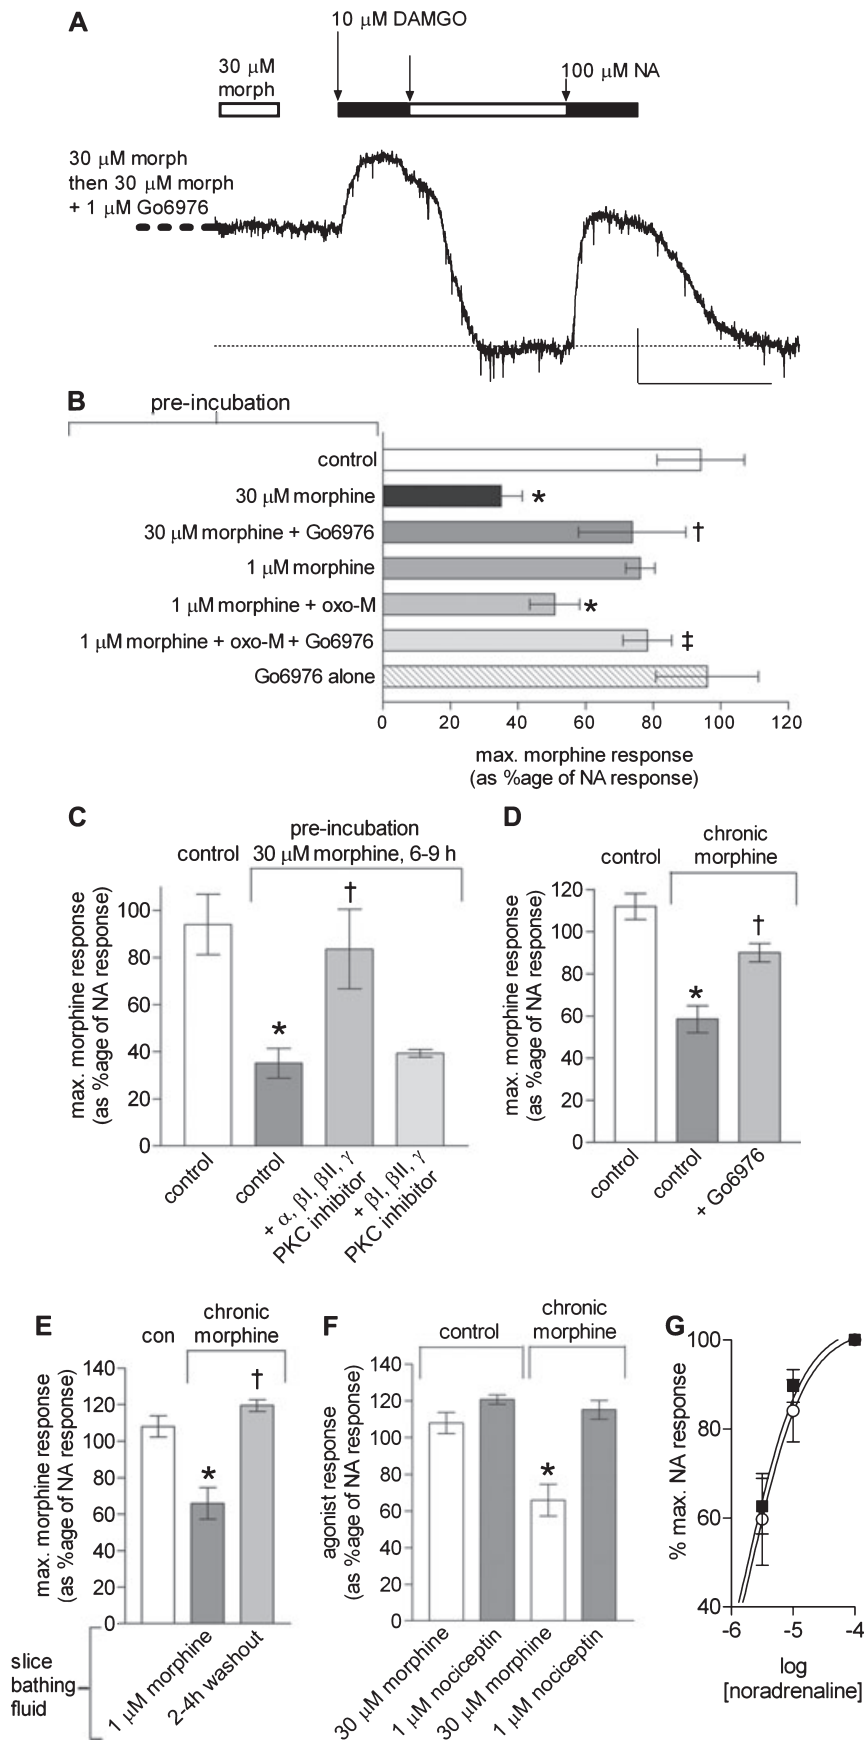 A
10 μM DAMGO
30 μM
morph
100 μM NA
30 μM morph
then 30 μM morph
+ 1 μM Go6976
B
pre-incubation
control
30 μM morphine
*
30 μM morphine + Go6976
†
1 μM morphine
1 μM morphine + oxo-M
*
1 μM morphine + oxo-M + Go6976
‡
Go6976 alone
0 20 40 60 80 100 120
max. morphine response
(as %age of NA response)
C
control
pre-incubation
30 μM morphine, 6-9 h
max. morphine response
(as %age of NA response)
100
80
60
40
20
0
*
†
control
control
+ α, βI, βII, γ
PKC inhibitor
+ βI, βII, γ
PKC inhibitor
D
control
chronic
morphine
max. morphine response
(as %age of NA response)
120
100
80
60
40
20
0
*
†
control
control
+ Go6976
E
con
chronic
morphine
max. morphine response
(as %age of NA response)
140
120
100
80
60
40
20
0
*
†
slice
bathing
fluid
1 μM morphine
2-4h washout
F
control
chronic
morphine
agonist response
(as %age of NA response)
140
120
100
80
60
40
20
0
*
30 μM morphine
1 μM nociceptin
30 μM morphine
1 μM nociceptin
G
% max. NA response
100
80
60
40
-6 -5 -4
log
[noradrenaline]